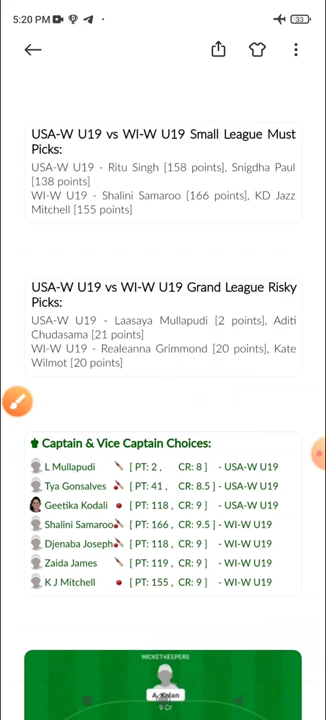 5:20 PM
33
USA-W U19 vs WI-W U19 Small League Must
Picks:
USA-W U19 - Ritu Singh [158 points], Snigdha Paul
[138 points]
WI-W U19 - Shalini Samaroo [166 points], KD Jazz
Mitchell [155 points]
USA-W U19 vs WI-W U19 Grand League Risky
Picks:
USA-W U19 - Laasaya Mullapudi [2 points], Aditi
Chudasama [21 points]
WI-W U19 - Realeanna Grimmond [20 points], Kate
Wilmot [20 points]
Captain & Vice Captain Choices:
L Mullapudi [ PT: 2 , CR: 8 ] - USA-W U19
Tya Gonsalves [ PT: 41 , CR: 8.5 ] - USA-W U19
Geetika Kodali [ PT: 118 , CR: 9 ] - USA-W U19
Shalini Samaroo [ PT: 166 , CR: 9.5 ] - WI-W U19
Djenaba Joseph [ PT: 118 , CR: 9 ] - WI-W U19
Zaida James [ PT: 119 , CR: 9 ] - WI-W U19
K J Mitchell [ PT: 155 , CR: 9 ] - WI-W U19
WICKET-KEEPERS
9 Cr